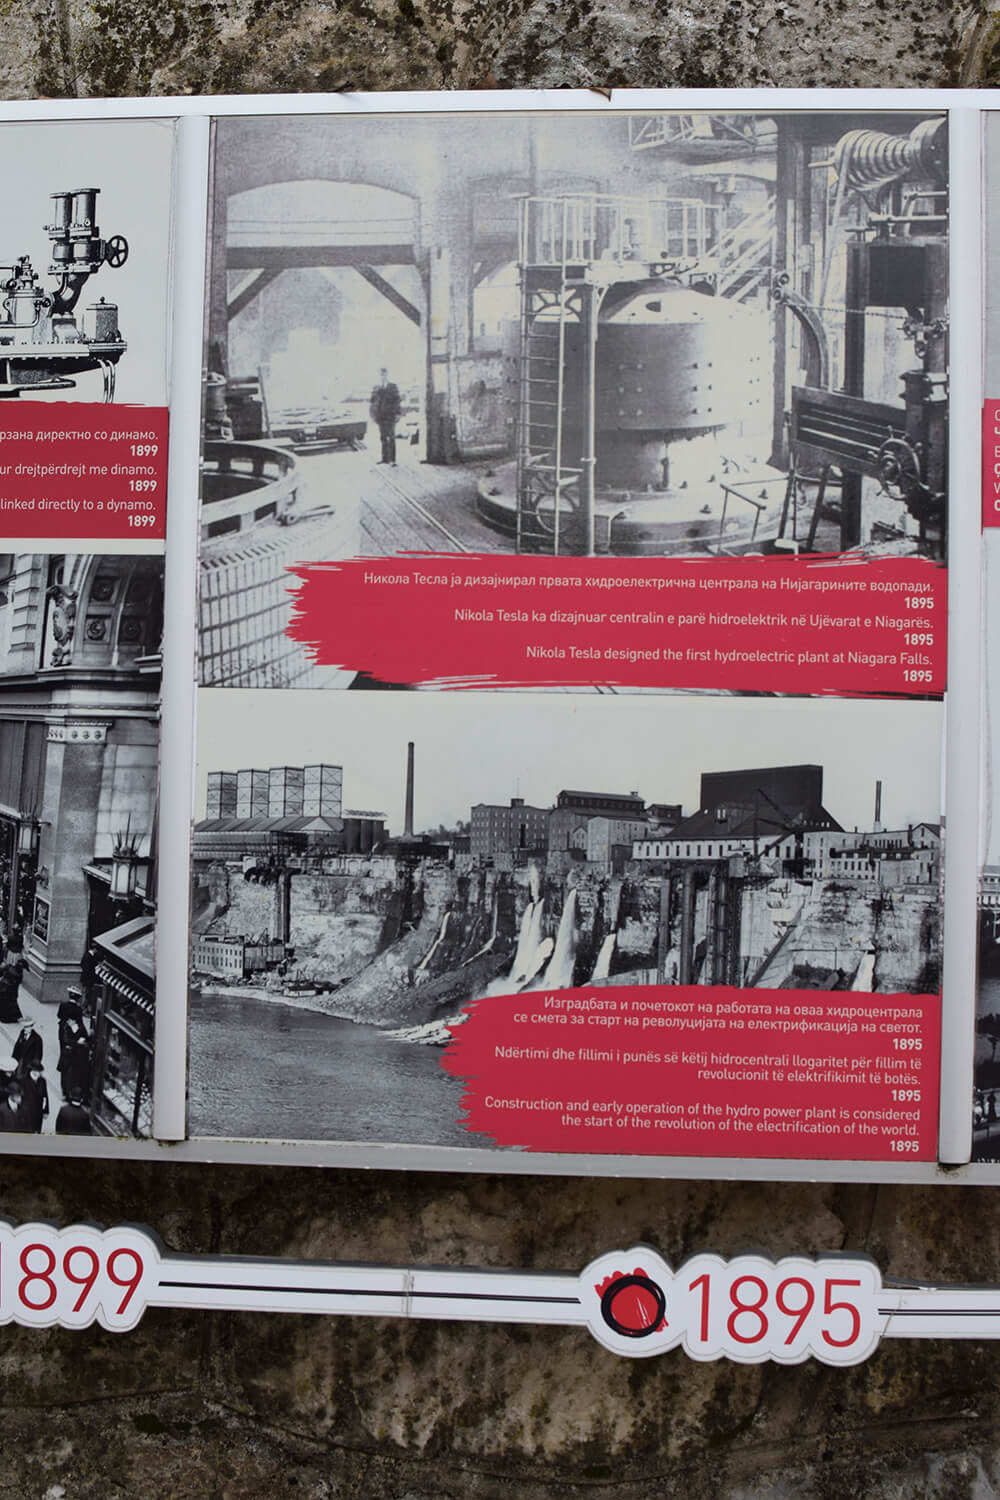 рзана директно со динамо.
1899
ur drejtpërdrejt me dinamo.
1899
linked directly to a dynamo.
1899
Никола Тесла ја дизајнирал првата хидроелектрична централа на Нијагарините водопади.
1895
Nikola Tesla ka dizajnuar centralin e parë hidroelektrik në Ujëvarat e Niagarës.
1895
Nikola Tesla designed the first hydroelectric plant at Niagara Falls.
1895
Изградбата и почетокот на работата на оваа хидроцентрала
се смета за старт на револуцијата на електрификација на светот.
1895
Ndërtimi dhe fillimi i punës së këtij hidrocentrali llogaritet për fillim të
revolucionit të elektrifikimit të botës.
1895
Construction and early operation of the hydro power plant is considered
the start of the revolution of the electrification of the world.
1895
1899
1895